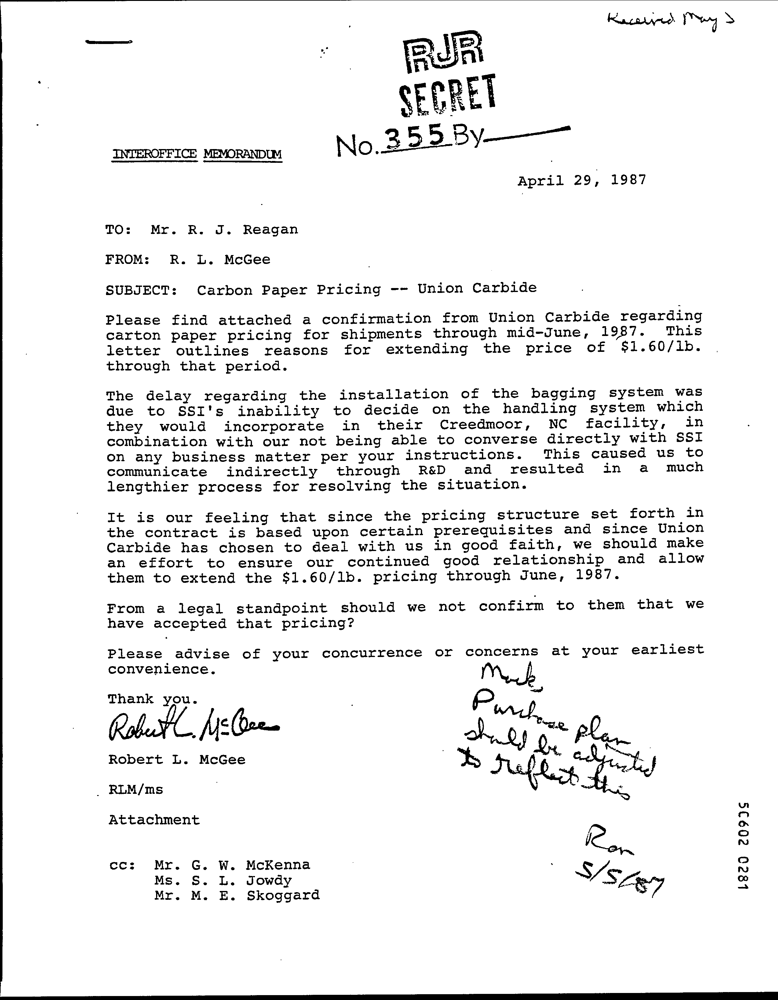 Received May 5
RJR
SECRET
No. 355 By
INTEROFFICE MEMORANDUM
April 29, 1987
TO: Mr. R. J. Reagan
FROM: R. L. McGee
SUBJECT: Carbon Paper Pricing -- Union Carbide
Please find attached a confirmation from Union Carbide regarding
carton paper pricing for shipments through mid-June, 1987. This
letter outlines reasons for extending the price of $1.60/lb.
through that period.
The delay regarding the installation of the bagging system was
due to SSI's inability to decide on the handling system which
they would incorporate in their Creedmoor, NC facility, in
combination with our not being able to converse directly with SSI
on any business matter per your instructions. This caused us to
communicate indirectly through R&D and resulted in a much
lengthier process for resolving the situation.
It is our feeling that since the pricing structure set forth in
the contract is based upon certain prerequisites and since Union
Carbide has chosen to deal with us in good faith, we should make
an effort to ensure our continued good relationship and allow
them to extend the $1.60/lb. pricing through June, 1987.
From a legal standpoint should we not confirm to them that we
have accepted that pricing?
Please advise of your concurrence or concerns at your earliest
convenience.
Thank you.
Robert L. McGee
Robert L. McGee
RLM/ms
Attachment
cc: Mr. G. W. McKenna
Ms. S. L. Jowdy
Mr. M. E. Skoggard
Mark,
Purchase plan
should be adjusted
to reflect this
Ron
5/5/87
50602 0281